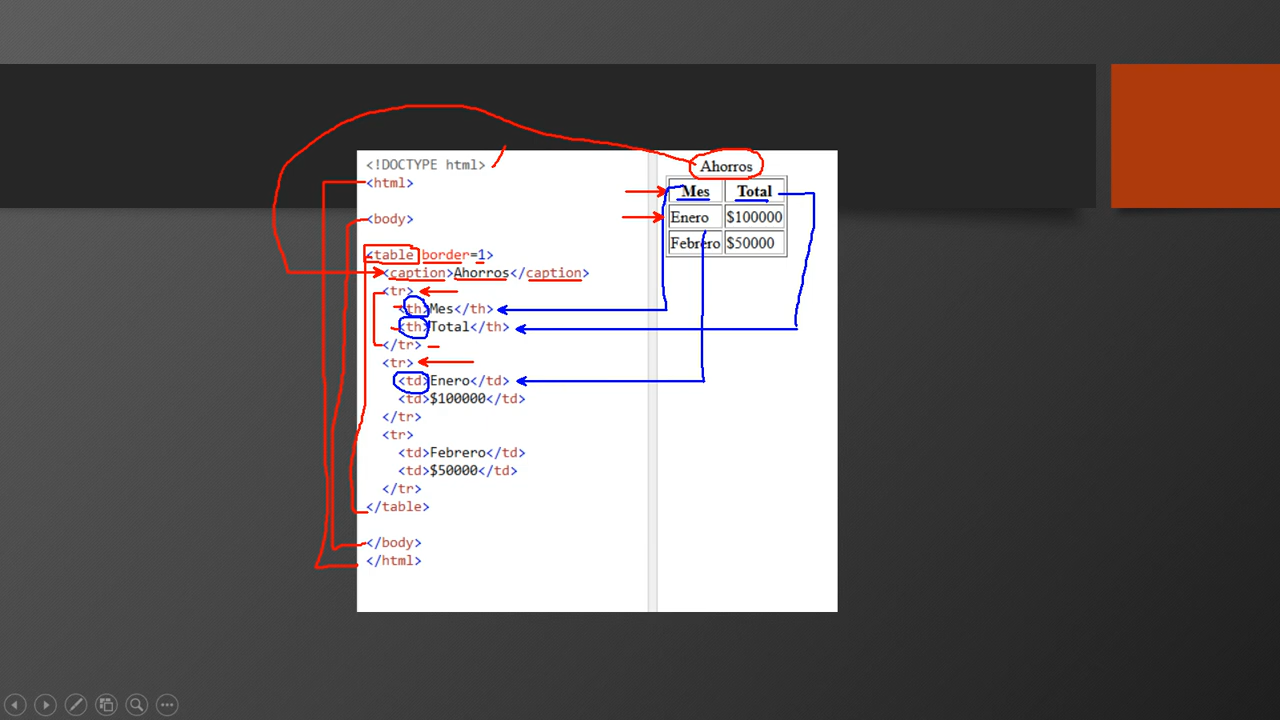 <!DOCTYPE html>
<html>
<body>
<table border=1>
<caption>Ahorros</caption>
<tr>
<th>Mes</th>
<th>Total</th>
</tr>
<tr>
<td>Enero</td>
<td>$100000</td>
</tr>
<tr>
<td>Febrero</td>
<td>$50000</td>
</tr>
</table>
</body>
</html>
Ahorros
Mes Total
Enero $100000
Febrero $50000